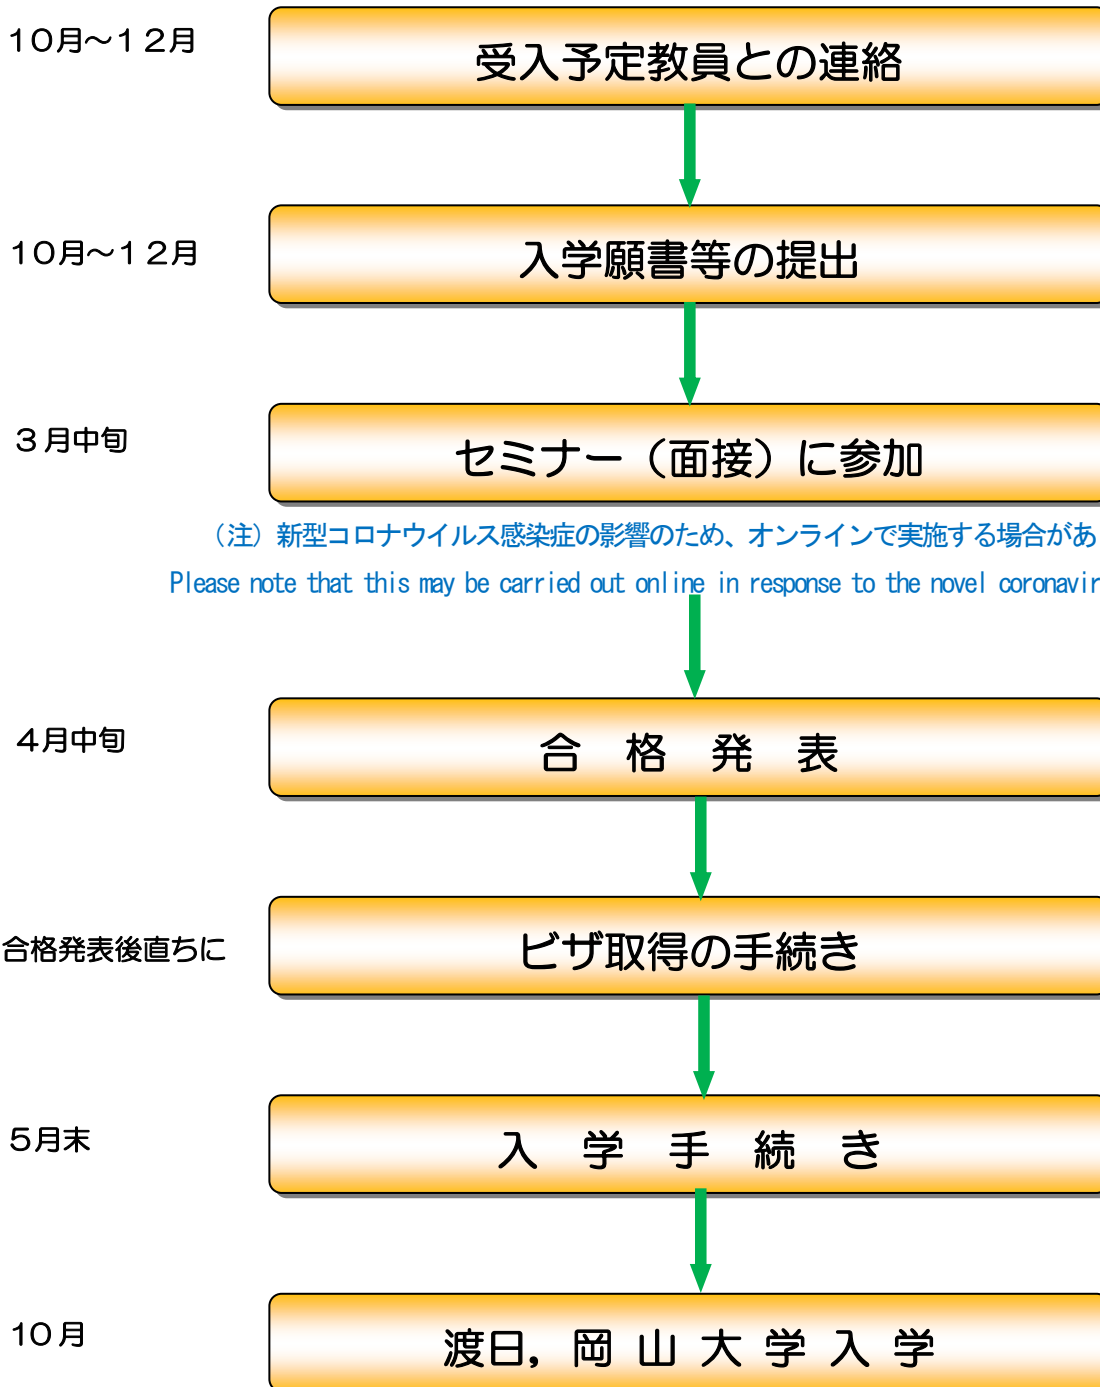 10月～12月
受入予定教員との連絡
10月～12月
入学願書等の提出
3月中旬
セミナー（面接）に参加
（注）新型コロナウイルス感染症の影響のため、オンラインで実施する場合があ
Please note that this may be carried out online in response to the novel coronavir
4月中旬
合　格　発　表
合格発表後直ちに
ビザ取得の手続き
5月末
入　学　手　続　き
10月
渡日，岡 山 大 学 入 学